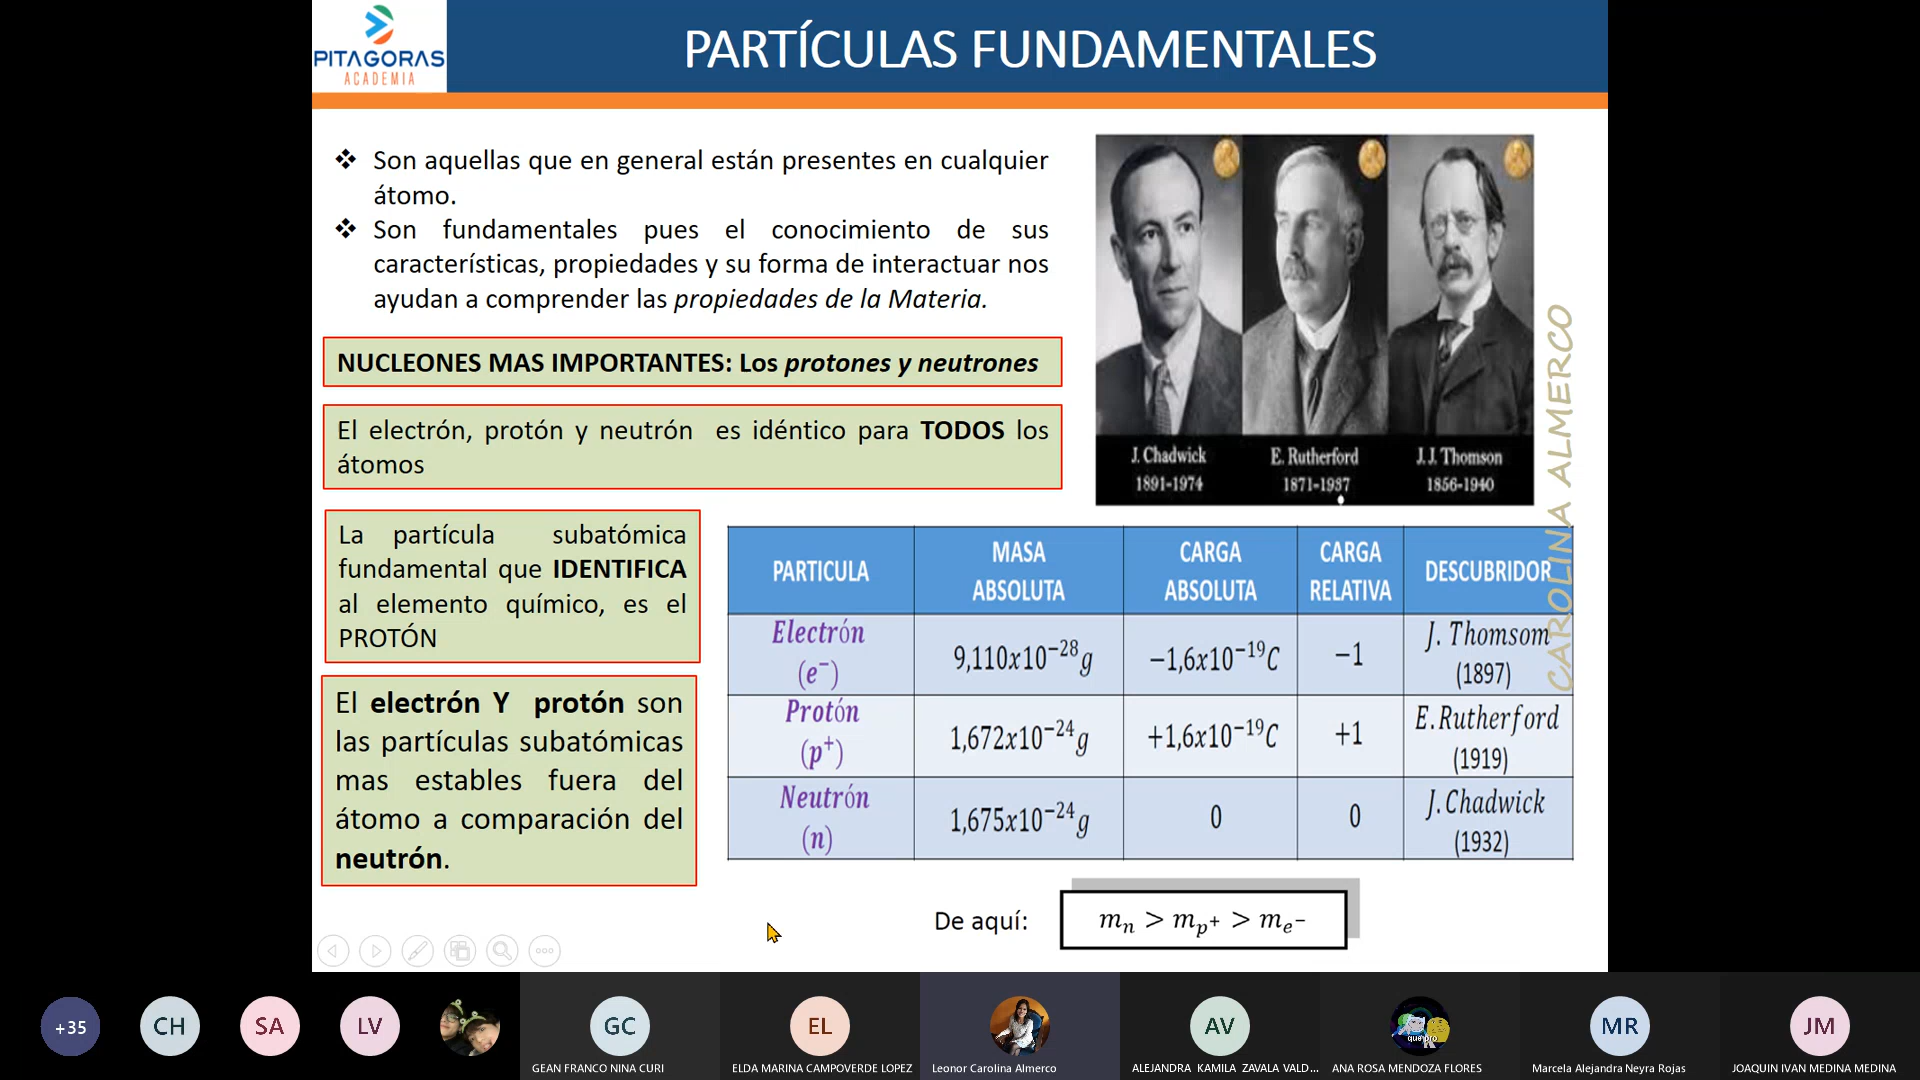 PITAGORAS
ACADEMIA
PARTÍCULAS FUNDAMENTALES
❖ Son aquellas que en general están presentes en cualquier
átomo.
❖ Son fundamentales pues el conocimiento de sus
características, propiedades y su forma de interactuar nos
ayudan a comprender las propiedades de la Materia.
NUCLEONES MAS IMPORTANTES: Los protones y neutrones
El electrón, protón y neutrón es idéntico para TODOS los
átomos
La partícula subatómica
fundamental que IDENTIFICA
al elemento químico, es el
PROTÓN
El electrón Y protón son
las partículas subatómicas
mas estables fuera del
átomo a comparación del
neutrón.
J. Chadwick
1891-1974
E. Rutherford
1871-1937
J.J. Thomson
1856-1940
CAROLINA ALMERCO
PARTICULA MASA ABSOLUTA CARGA ABSOLUTA CARGA RELATIVA DESCUBRIDOR
Electrón (e⁻) 9,110x10⁻²⁸g −1,6x10⁻¹⁹C −1 J. Thomsom (1897)
Protón (p⁺) 1,672x10⁻²⁴g +1,6x10⁻¹⁹C +1 E.Rutherford (1919)
Neutrón (n) 1,675x10⁻²⁴g 0 0 J.Chadwick (1932)
De aquí: mₙ > mₚ⁺ > mₑ⁻
+35
CH
SA
LV
GC
GEAN FRANCO NINA CURI
EL
ELDA MARINA CAMPOVERDE LOPEZ
Leonor Carolina Almerco
AV
ALEJANDRA KAMILA ZAVALA VALD...
que pro
ANA ROSA MENDOZA FLORES
MR
Marcela Alejandra Neyra Rojas
JM
JOAQUIN IVAN MEDINA MEDINA